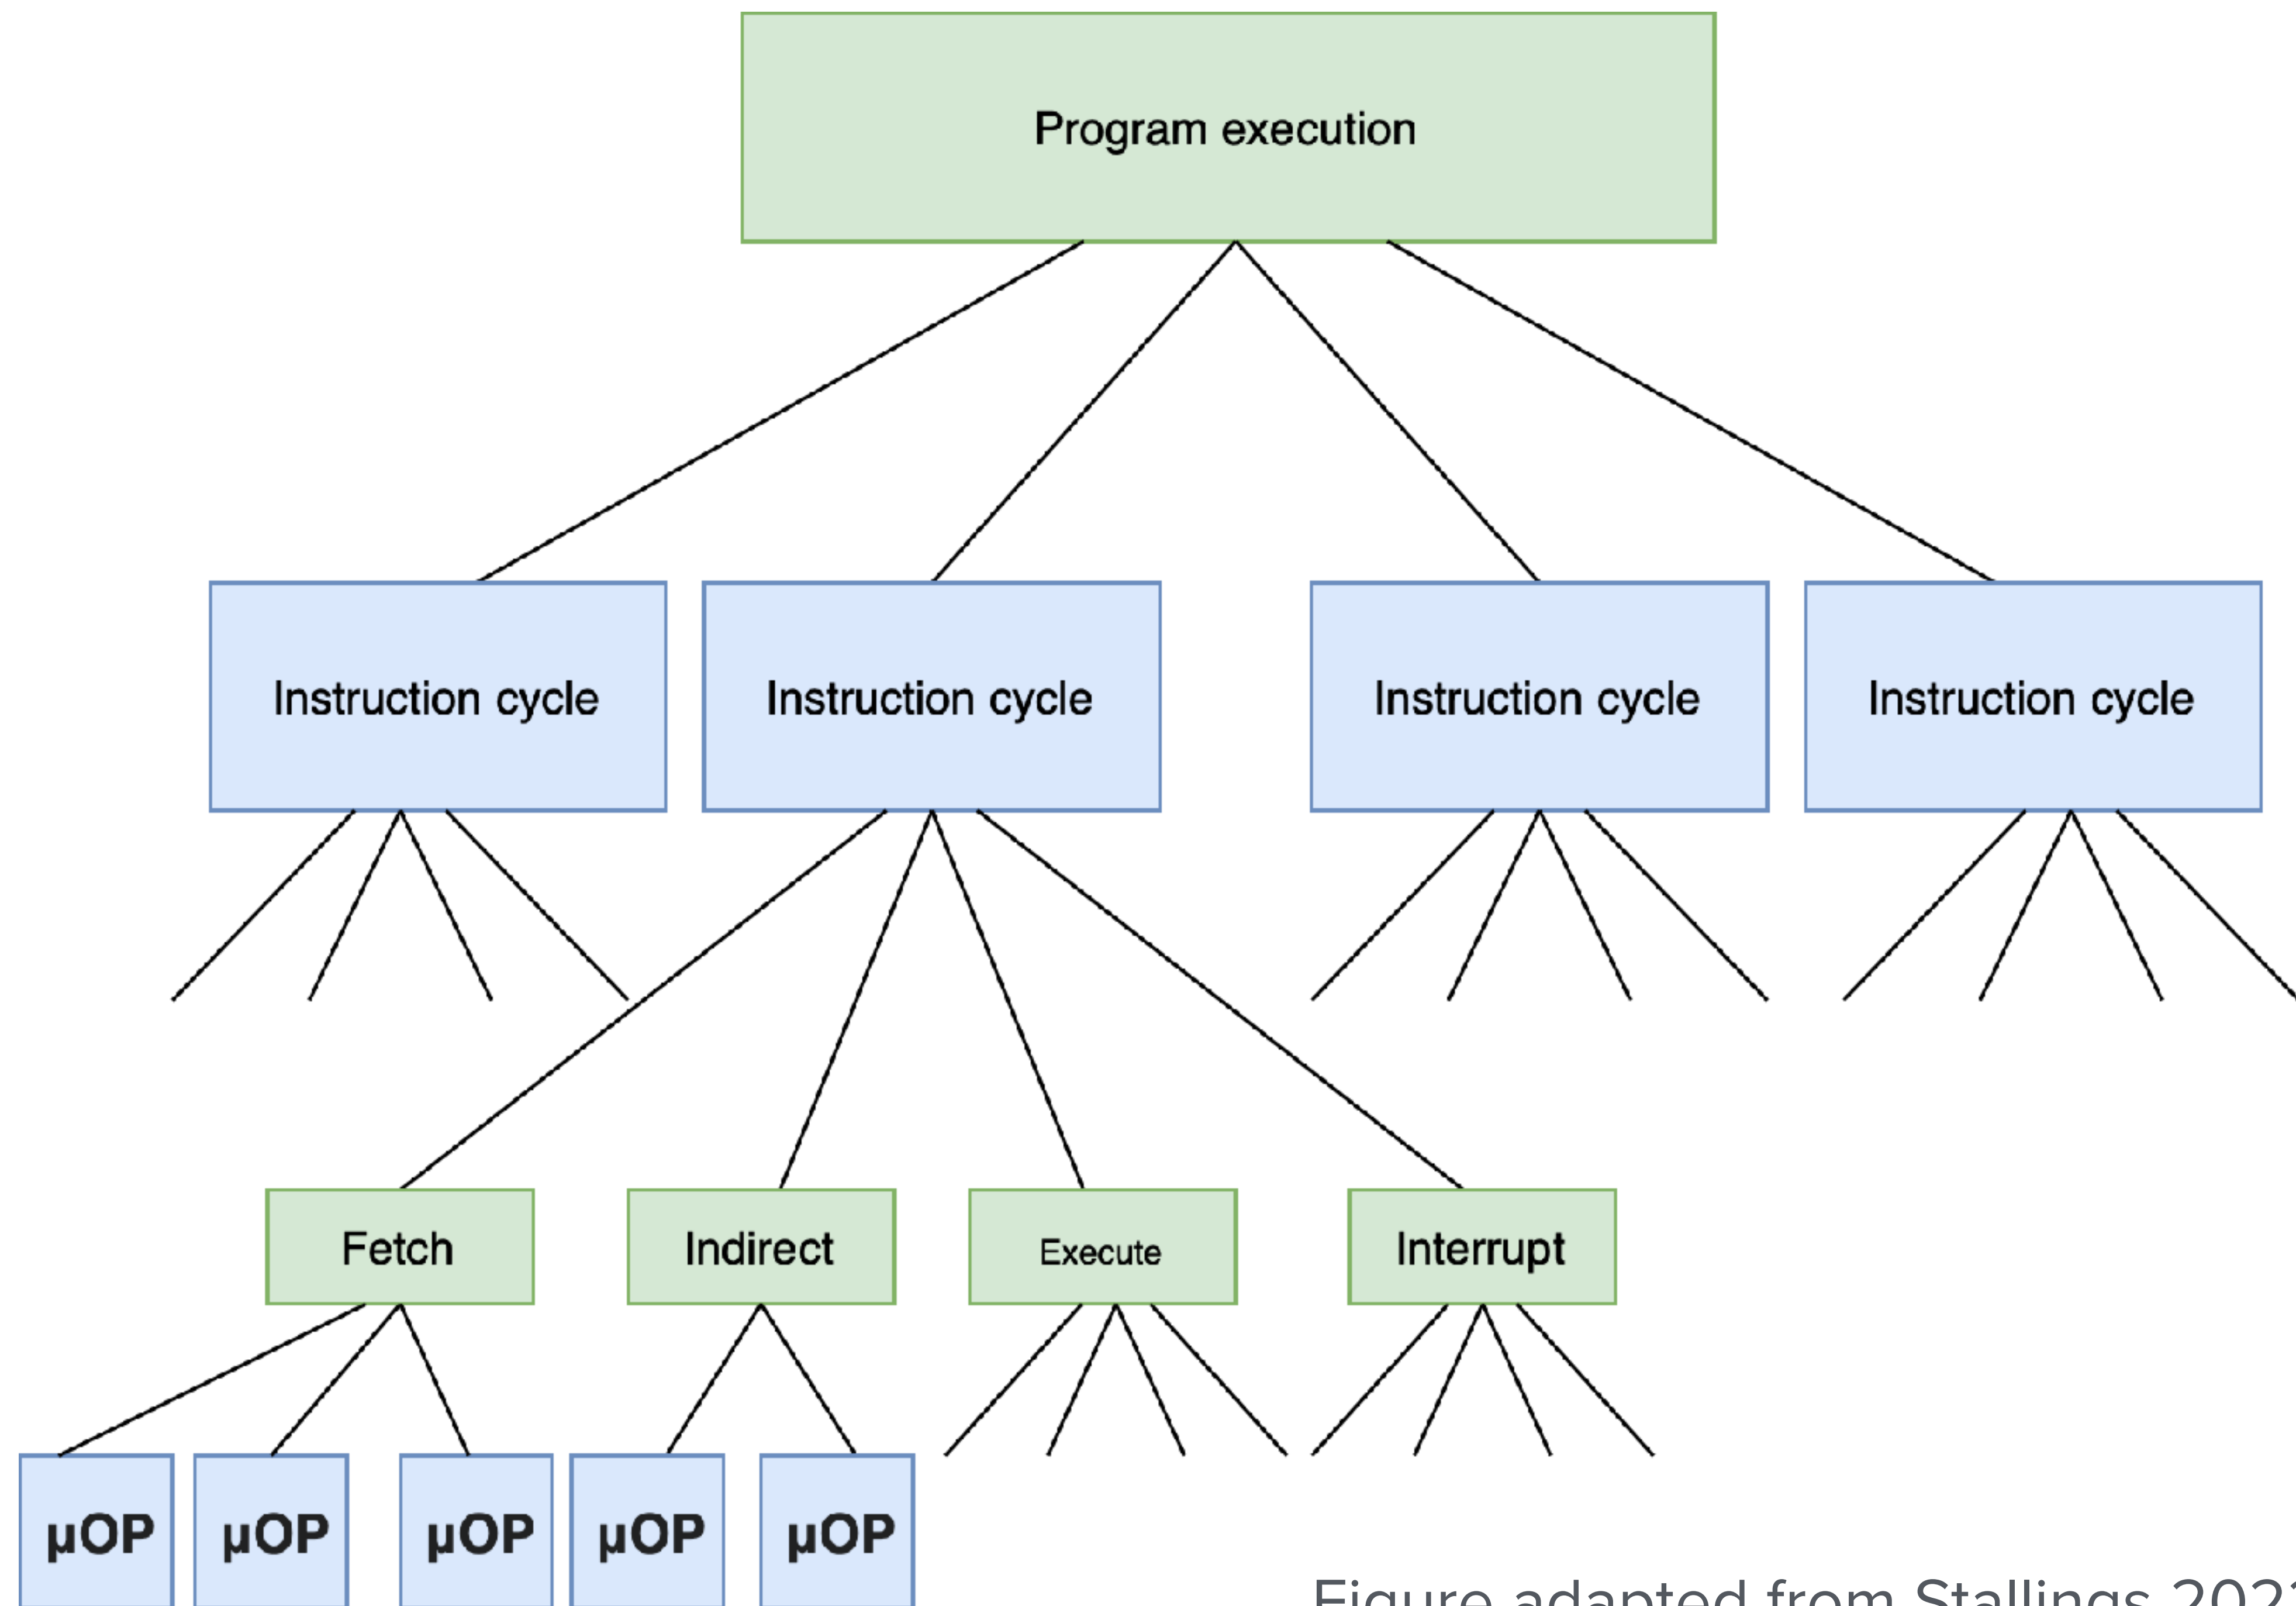 Program execution
Instruction cycle
Instruction cycle
Instruction cycle
Instruction cycle
Fetch
Indirect
Execute
Interrupt
µOP
µOP
µOP
µOP
µOP
Figure adapted from Stallings